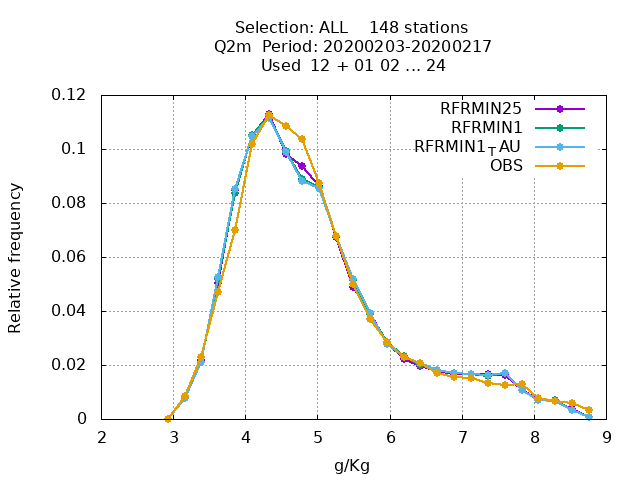 Selection: ALL    148 stations
Q2m  Period: 20200203-20200217
Used  12 + 01 02 ... 24
0.12
0.1
0.08
0.06
0.04
0.02
0
RFRMIN25
RFRMIN1
RFRMIN1┬AU
OBS
Relative frequency
2 3 4 5 6 7 8 9
g/Kg